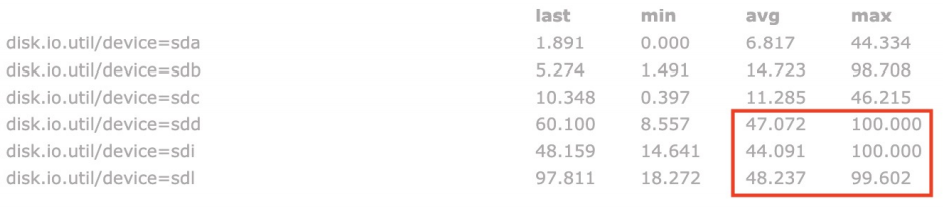 last min avg max
disk.io.util/device=sda 1.891 0.000 6.817 44.334
disk.io.util/device=sdb 5.274 1.491 14.723 98.708
disk.io.util/device=sdc 10.348 0.397 11.285 46.215
disk.io.util/device=sdd 60.100 8.557 47.072 100.000
disk.io.util/device=sdi 48.159 14.641 44.091 100.000
disk.io.util/device=sdl 97.811 18.272 48.237 99.602